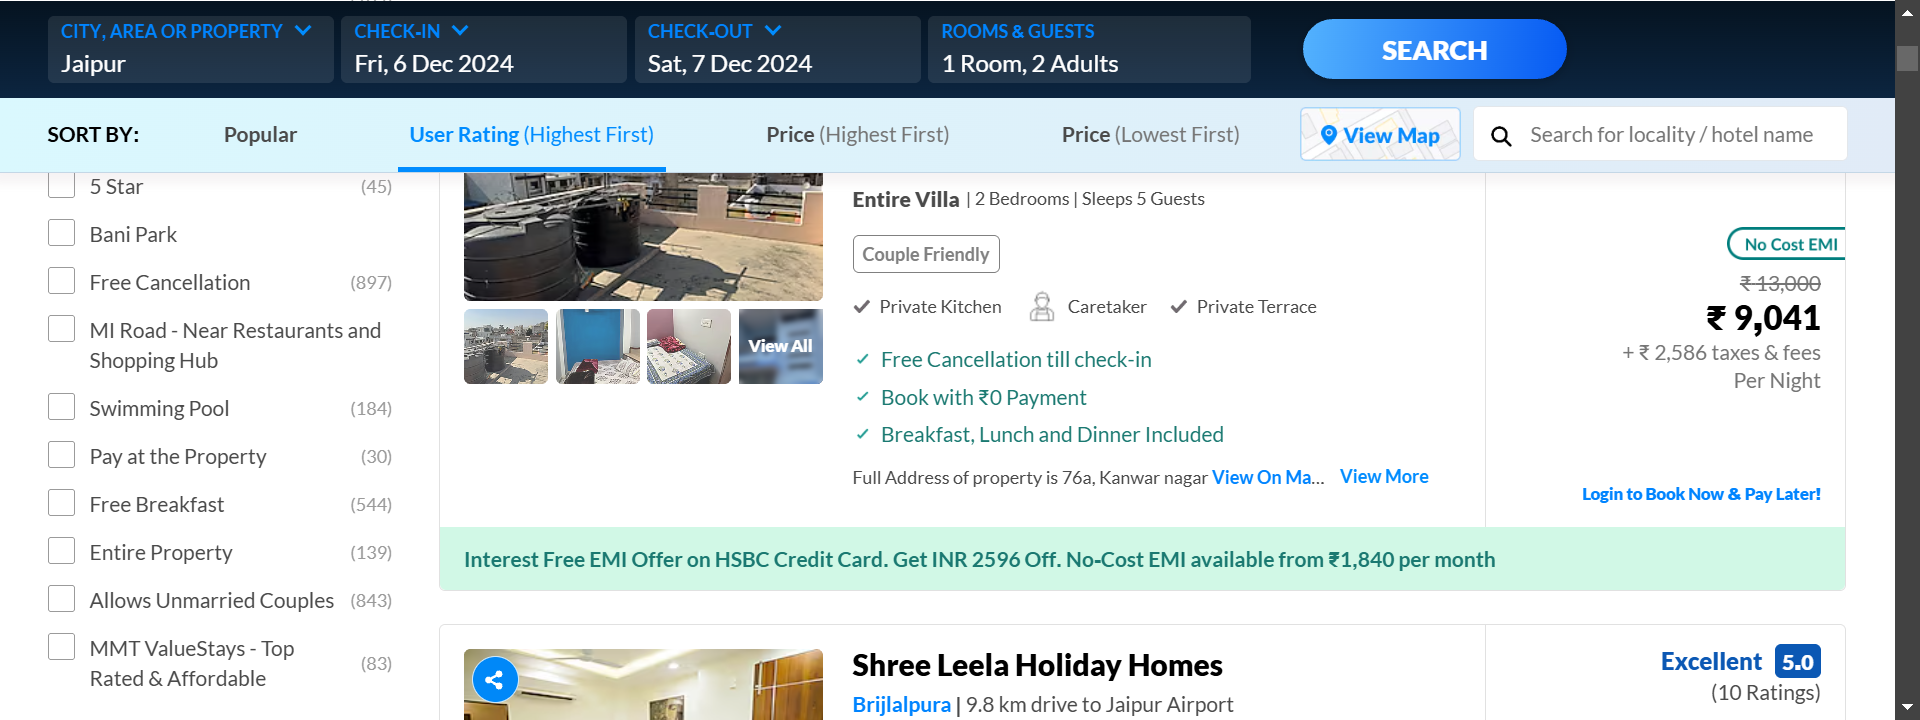 CITY, AREA OR PROPERTY
Jaipur
CHECK-IN
Fri, 6 Dec 2024
CHECK-OUT
Sat, 7 Dec 2024
ROOMS & GUESTS
1 Room, 2 Adults
SEARCH
SORT BY:
Popular
User Rating (Highest First)
Price (Highest First)
Price (Lowest First)
View Map
Search for locality / hotel name
5 Star (45)
Bani Park
Free Cancellation (897)
MI Road - Near Restaurants and
Shopping Hub
Swimming Pool (184)
Pay at the Property (30)
Free Breakfast (544)
Entire Property (139)
Allows Unmarried Couples (843)
MMT ValueStays - Top
Rated & Affordable (83)
View All
Entire Villa | 2 Bedrooms | Sleeps 5 Guests
Couple Friendly
Private Kitchen
Caretaker
Private Terrace
Free Cancellation till check-in
Book with ₹0 Payment
Breakfast, Lunch and Dinner Included
Full Address of property is 76a, Kanwar nagar View On Ma... View More
No Cost EMI
₹ 13,000
₹ 9,041
+ ₹ 2,586 taxes & fees
Per Night
Login to Book Now & Pay Later!
Interest Free EMI Offer on HSBC Credit Card. Get INR 2596 Off. No-Cost EMI available from ₹1,840 per month
Shree Leela Holiday Homes
Brijlalpura | 9.8 km drive to Jaipur Airport
Excellent 5.0
(10 Ratings)